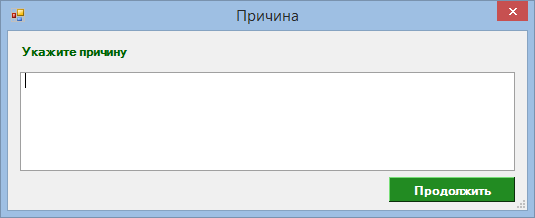 Причина
Укажите причину
Продолжить